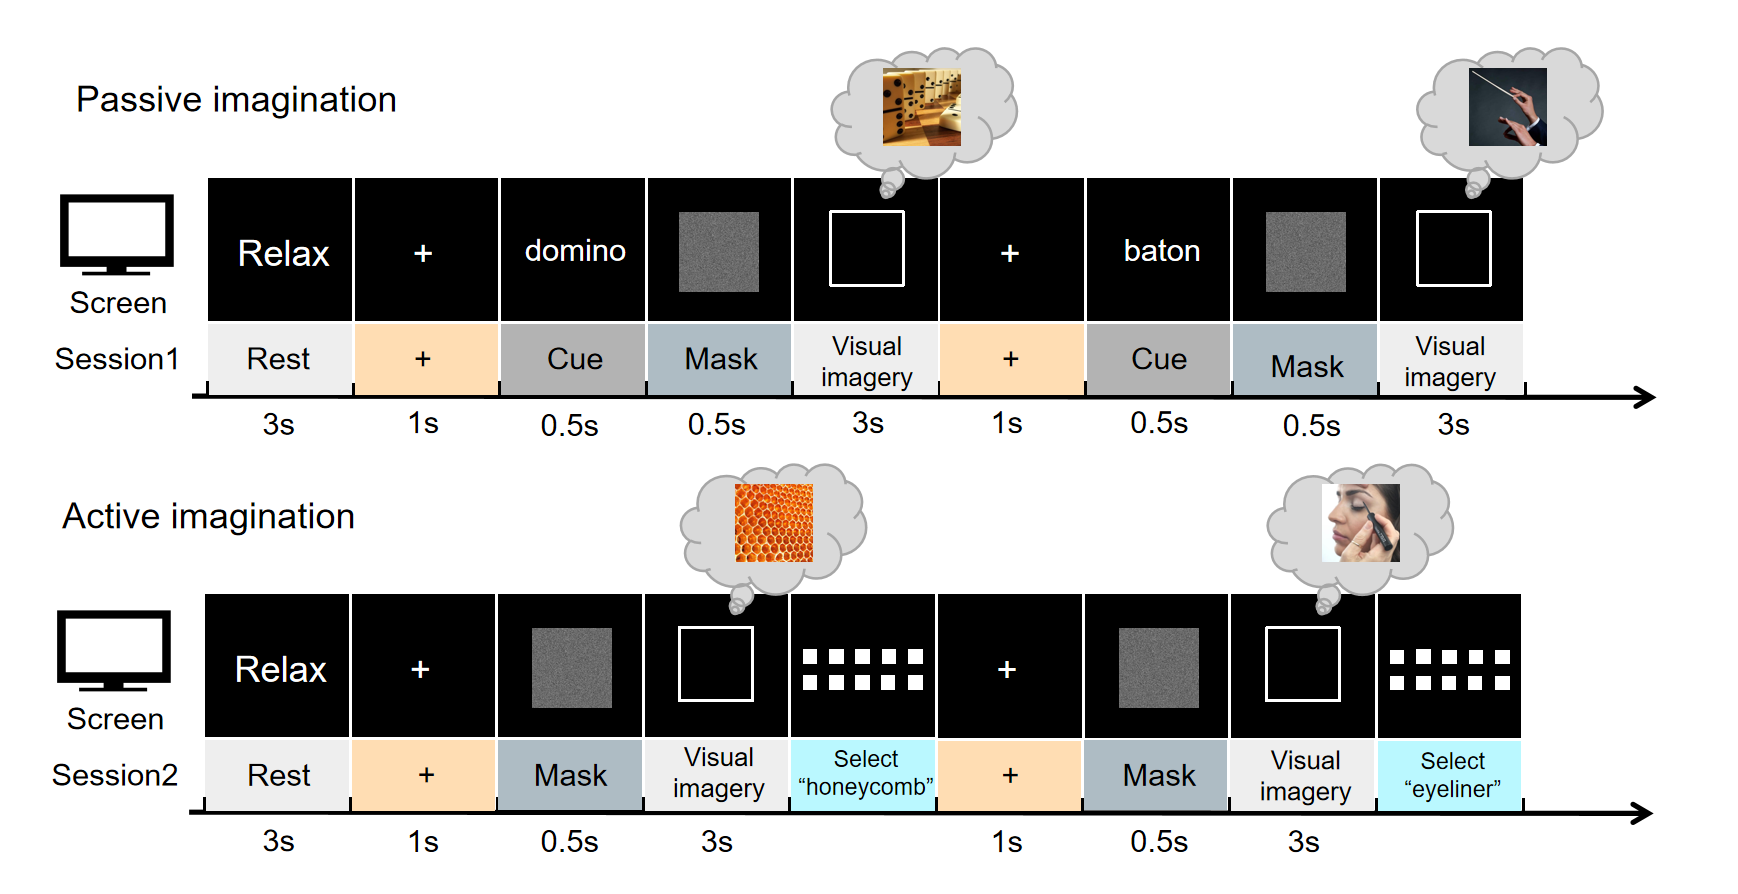 Passive imagination
Relax + domino + baton
Screen
Session1 Rest + Cue Mask Visual imagery + Cue Mask Visual imagery
3s 1s 0.5s 0.5s 3s 1s 0.5s 0.5s 3s
Active imagination
Relax + +
Screen
Session2 Rest + Mask Visual imagery Select “honeycomb” + Mask Visual imagery Select “eyeliner”
3s 1s 0.5s 3s 1s 0.5s 3s